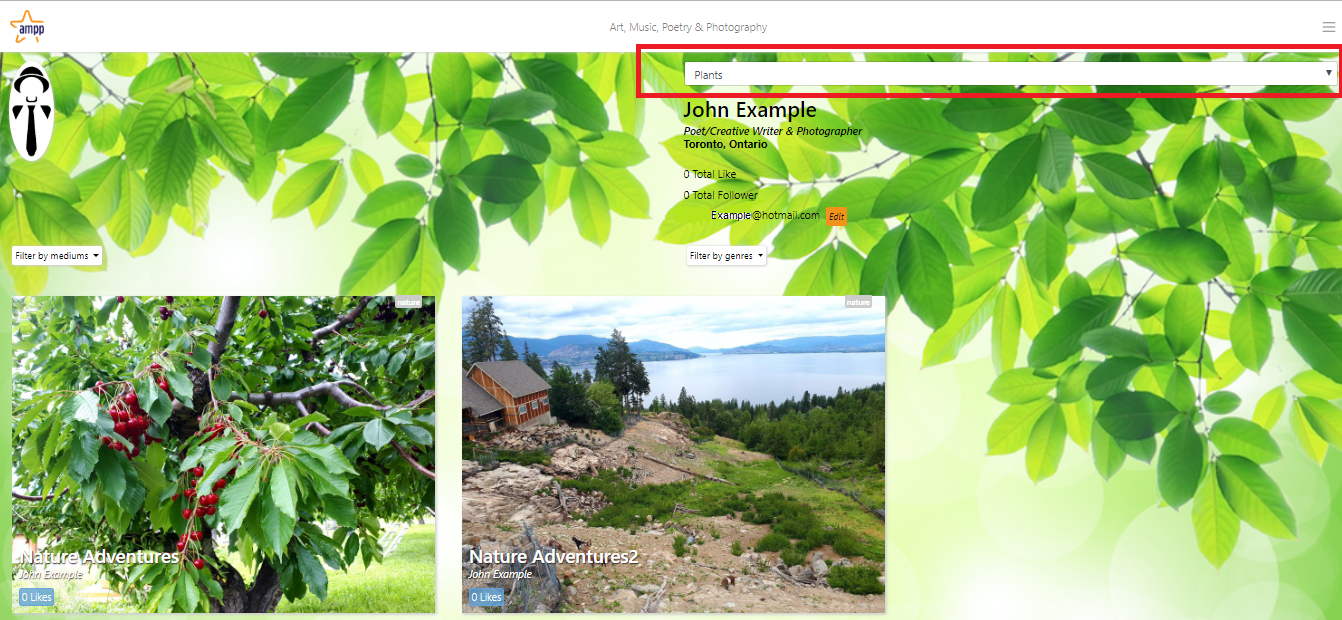 ampp
Art, Music, Poetry & Photography
Plants
John Example
Poet/Creative Writer & Photographer
Toronto, Ontario
0 Total Like
0 Total Follower
Example@hotmail.com Edit
Filter by mediums
Filter by genres
nature
Nature Adventures
John Example
0 Likes
nature
Nature Adventures2
John Example
0 Likes